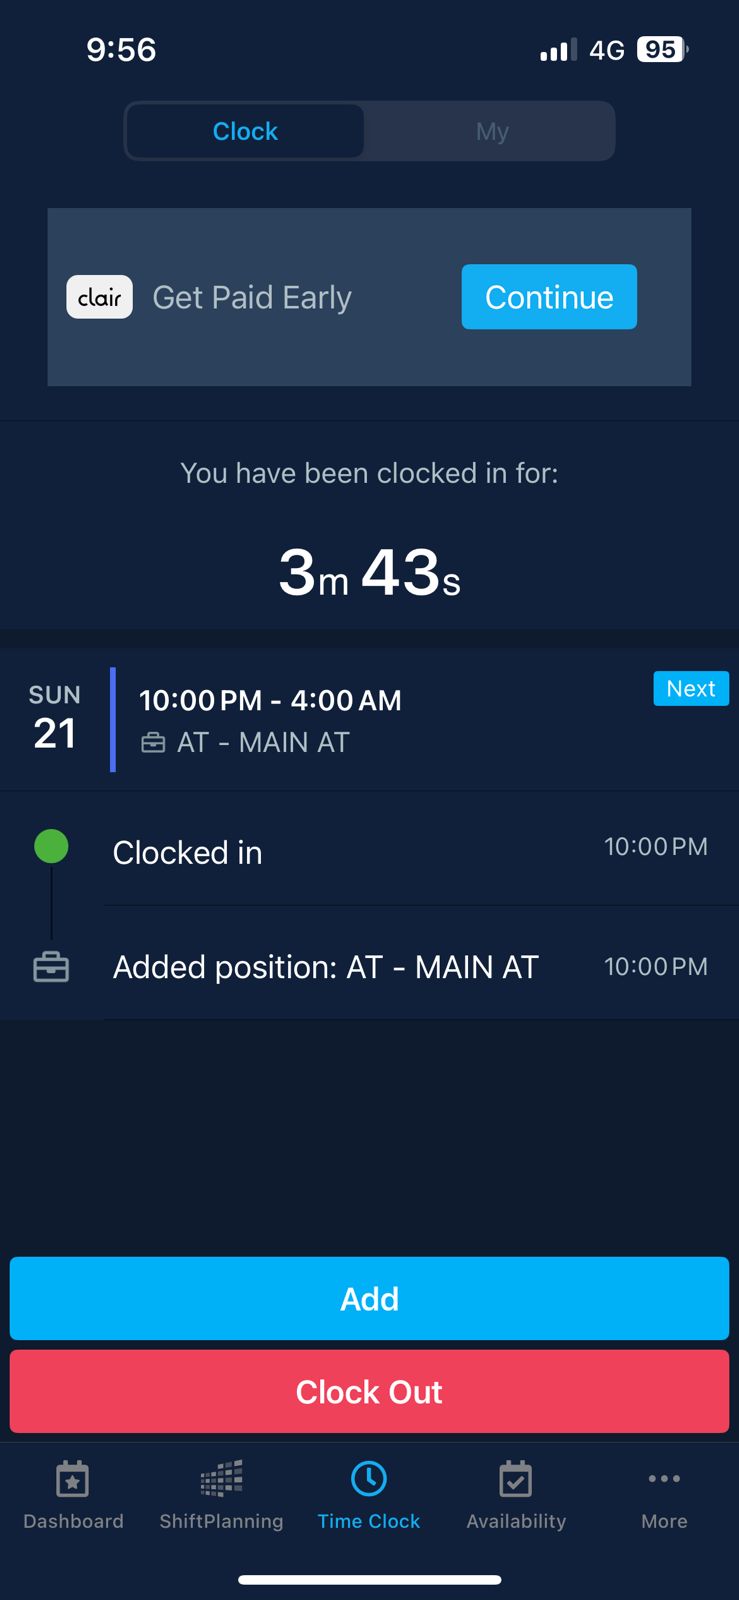 9:56
4G 95
Clock My
clair Get Paid Early Continue
You have been clocked in for:
3m 43s
SUN
21
10:00 PM - 4:00 AM
AT - MAIN AT
Next
Clocked in 10:00 PM
Added position: AT - MAIN AT 10:00 PM
Add
Clock Out
Dashboard ShiftPlanning Time Clock Availability More